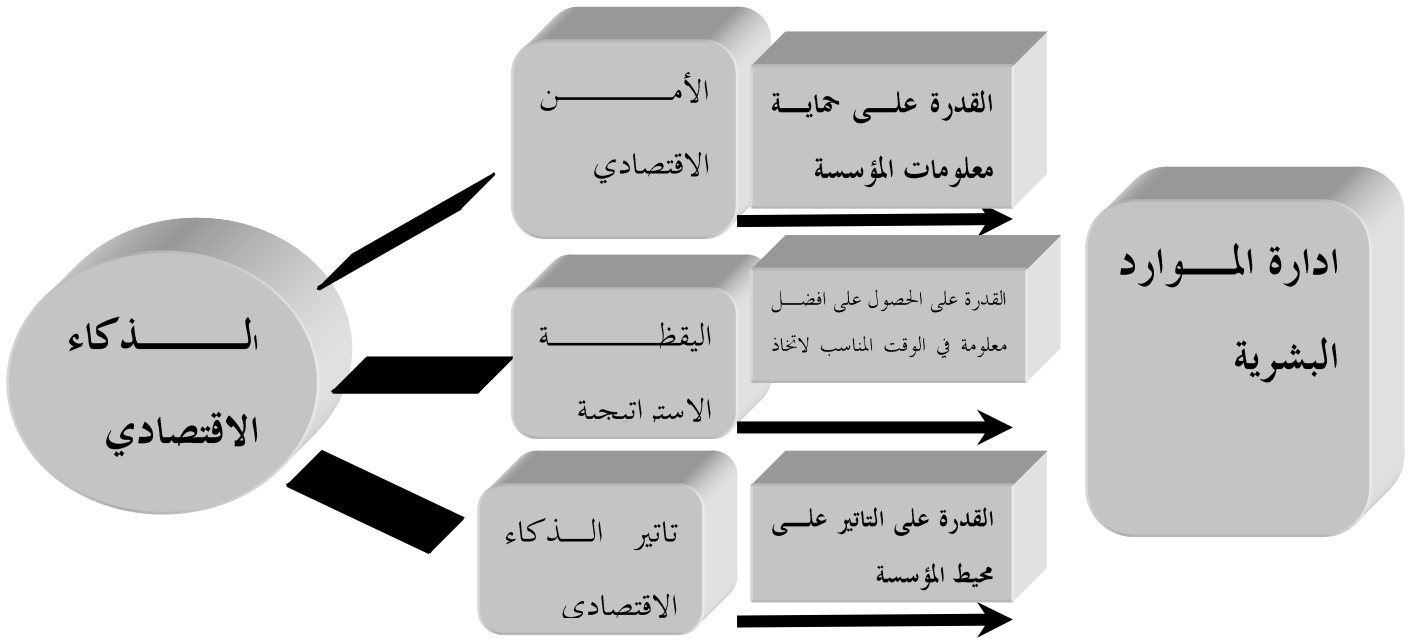 الذكاء
الاقتصادي
الأمن
الاقتصادي
القدرة على حماية
معلومات المؤسسة
اليقظة
الاستراتيجية
القدرة على الحصول على افضل
معلومة في الوقت المناسب لاتخاذ
تاتير الذكاء
الاقتصادي
القدرة على التاتير على
محيط المؤسسة
ادارة الموارد
البشرية